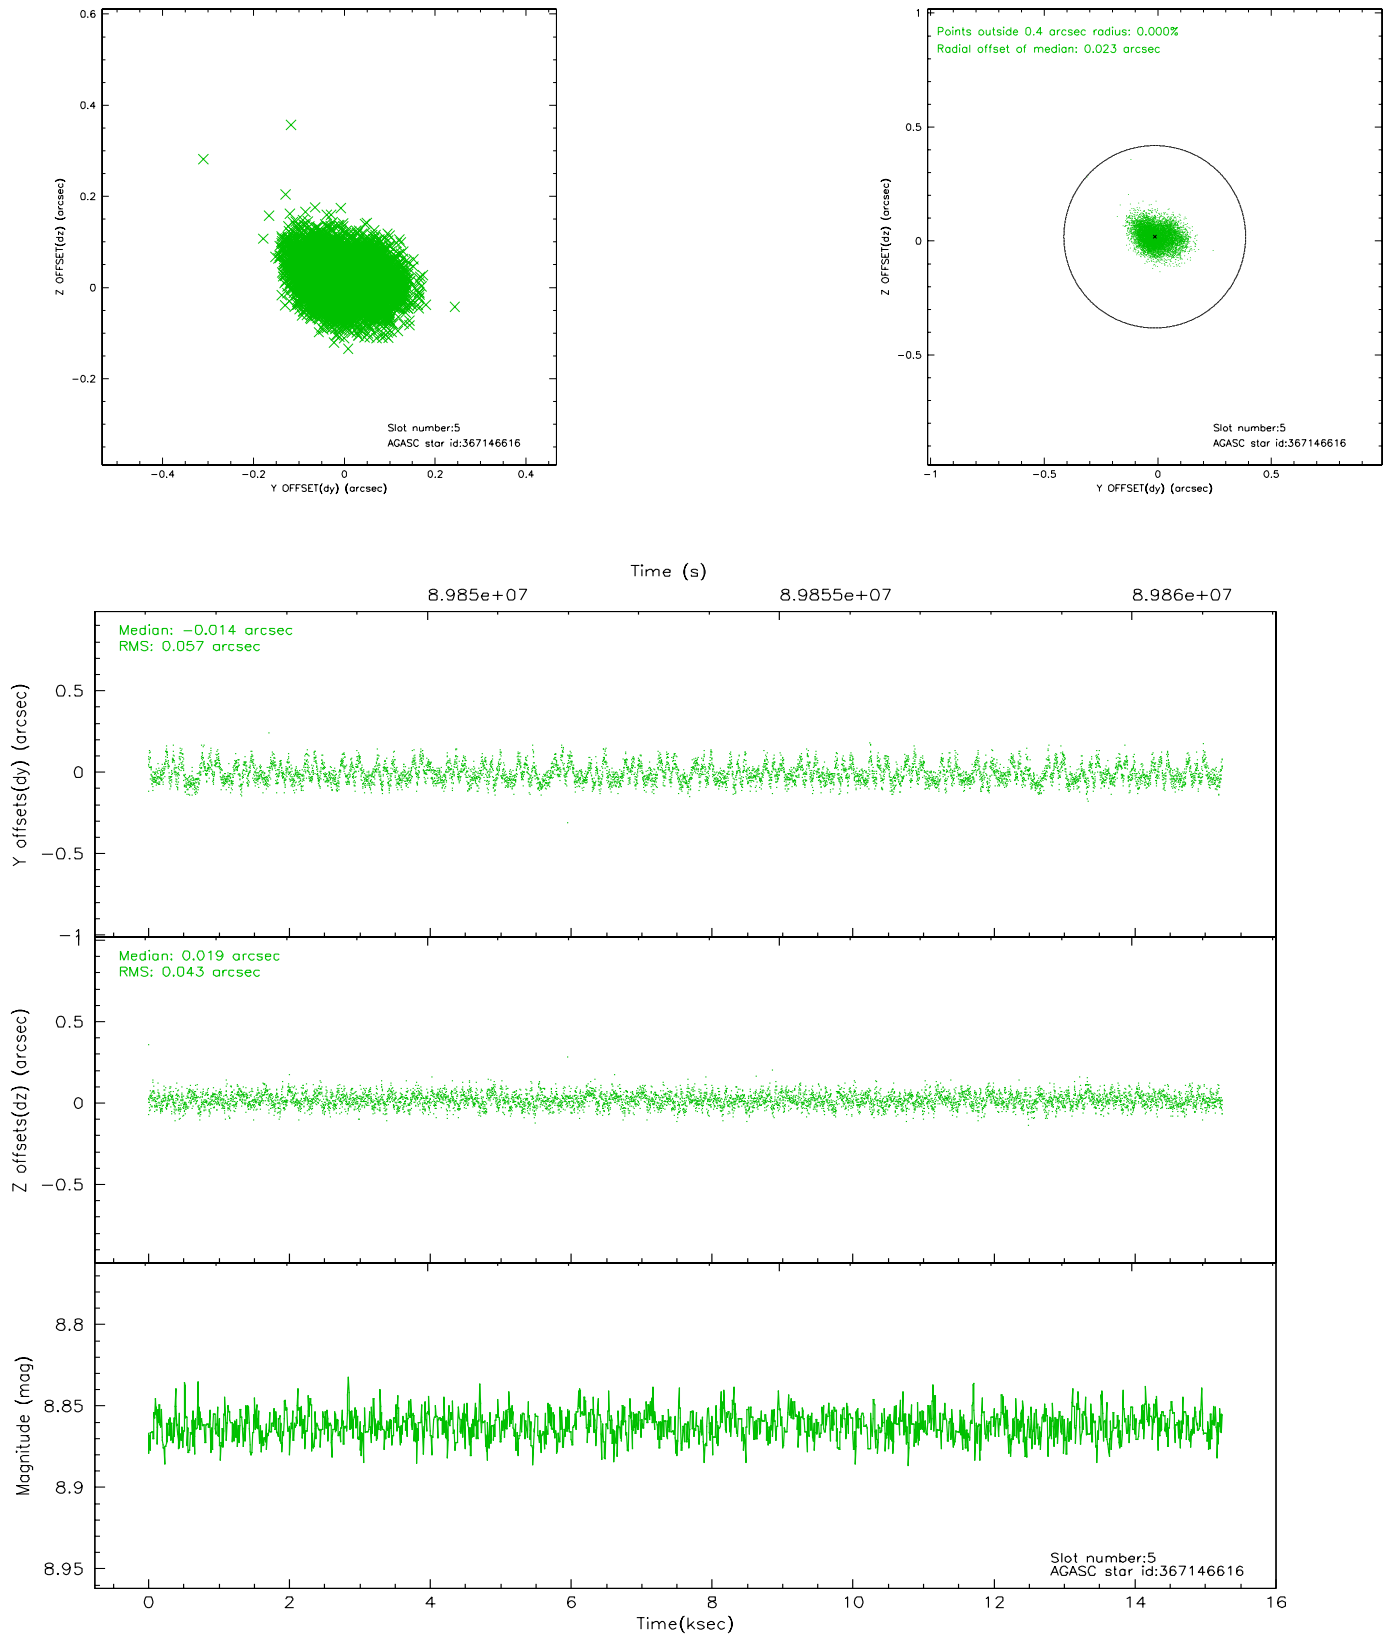 0.6
0.4
0.2
0
−0.2
Z OFFSET(dz) (arcsec)
Slot number:5
AGASC star id:367146616
−0.4 −0.2 0 0.2 0.4
Y OFFSET(dy) (arcsec)
Points outside 0.4 arcsec radius: 0.000%
Radial offset of median: 0.023 arcsec
1
0.5
0
−0.5
Z OFFSET(dz) (arcsec)
Slot number:5
AGASC star id:367146616
−1 −0.5 0 0.5
Y OFFSET(dy) (arcsec)
Time (s)
8.985e+07 8.9855e+07 8.986e+07
Median: −0.014 arcsec
RMS: 0.057 arcsec
0.5
0
−0.5
−1
Y offsets(dy) (arcsec)
1
Median: 0.019 arcsec
RMS: 0.043 arcsec
0.5
0
−0.5
Z offsets(dz) (arcsec)
8.8
8.85
8.9
8.95
Magnitude (mag)
Slot number:5
AGASC star id:367146616
0 2 4 6 8 10 12 14 16
Time(ksec)